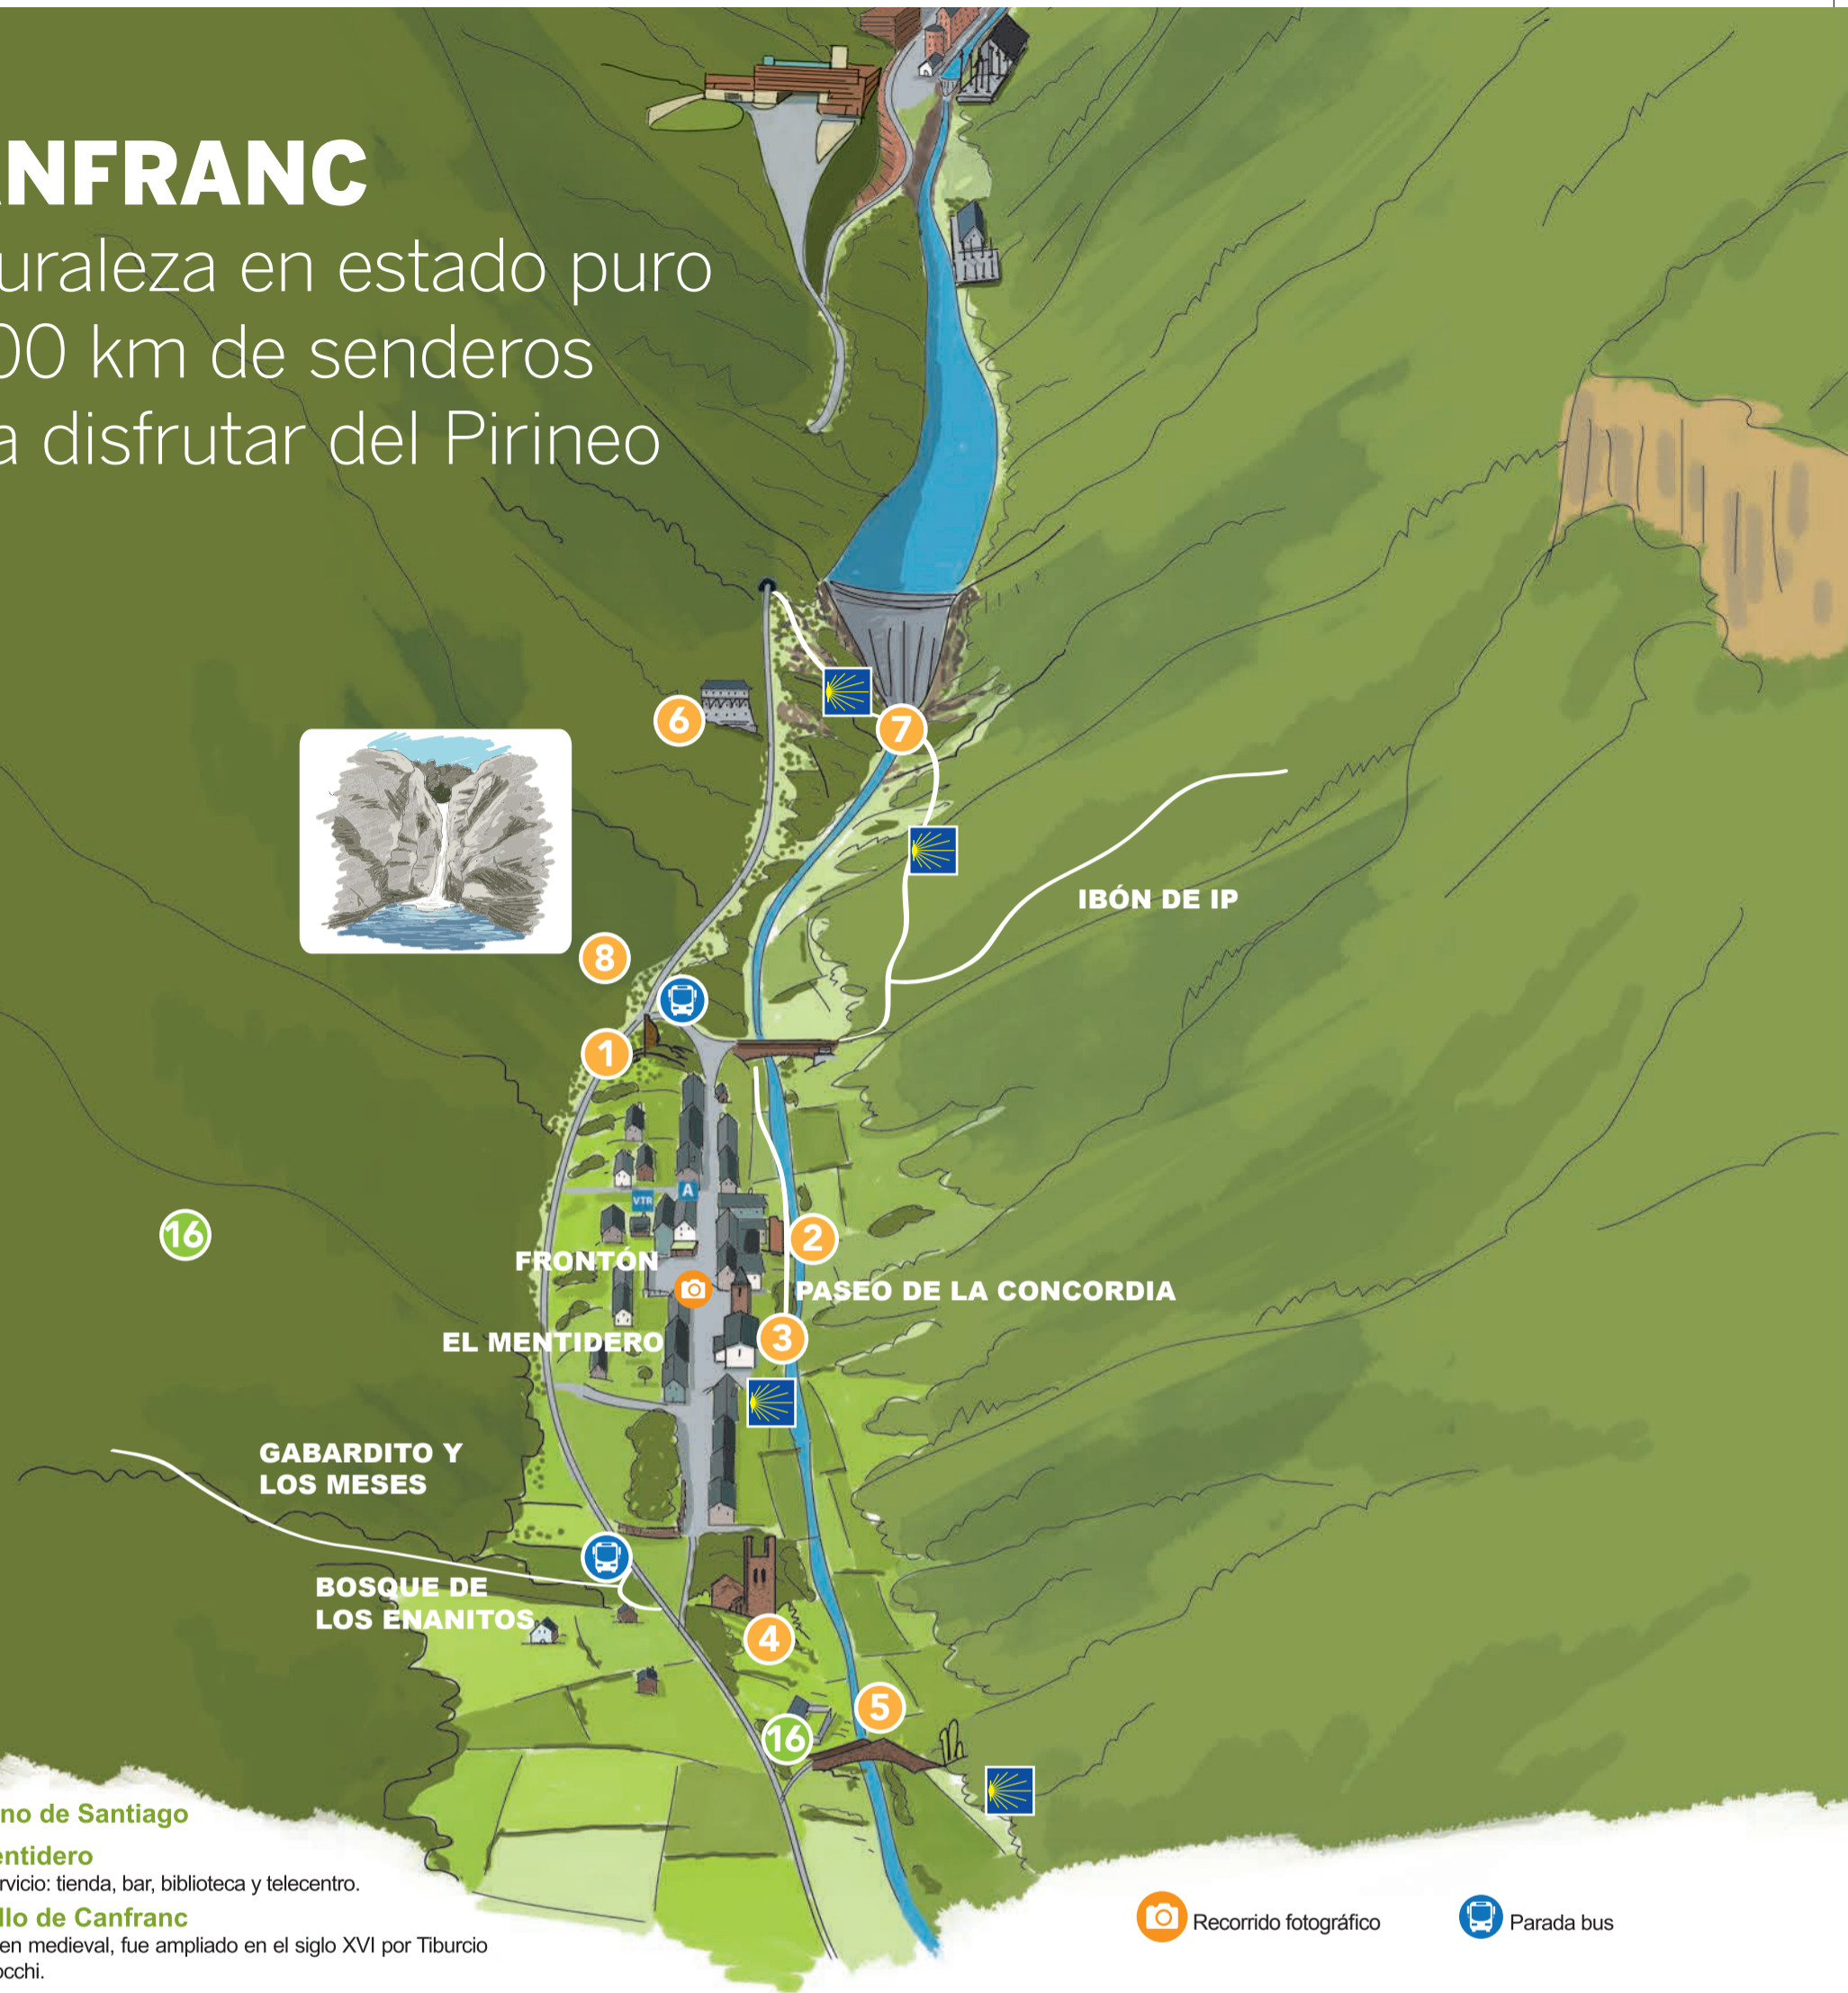 ANFRANC
uraleza en estado puro
00 km de senderos
a disfrutar del Pirineo
6
7
IBÓN DE IP
8
1
VTR
A
16
2
FRONTÓN
PASEO DE LA CONCORDIA
3
EL MENTIDERO
GABARDITO Y
LOS MESES
BOSQUE DE
LOS ENANITOS
4
5
16
no de Santiago
entidero
rvicio: tienda, bar, biblioteca y telecentro.
llo de Canfranc
en medieval, fue ampliado en el siglo XVI por Tiburcio
occhi.
Recorrido fotográfico
Parada bus